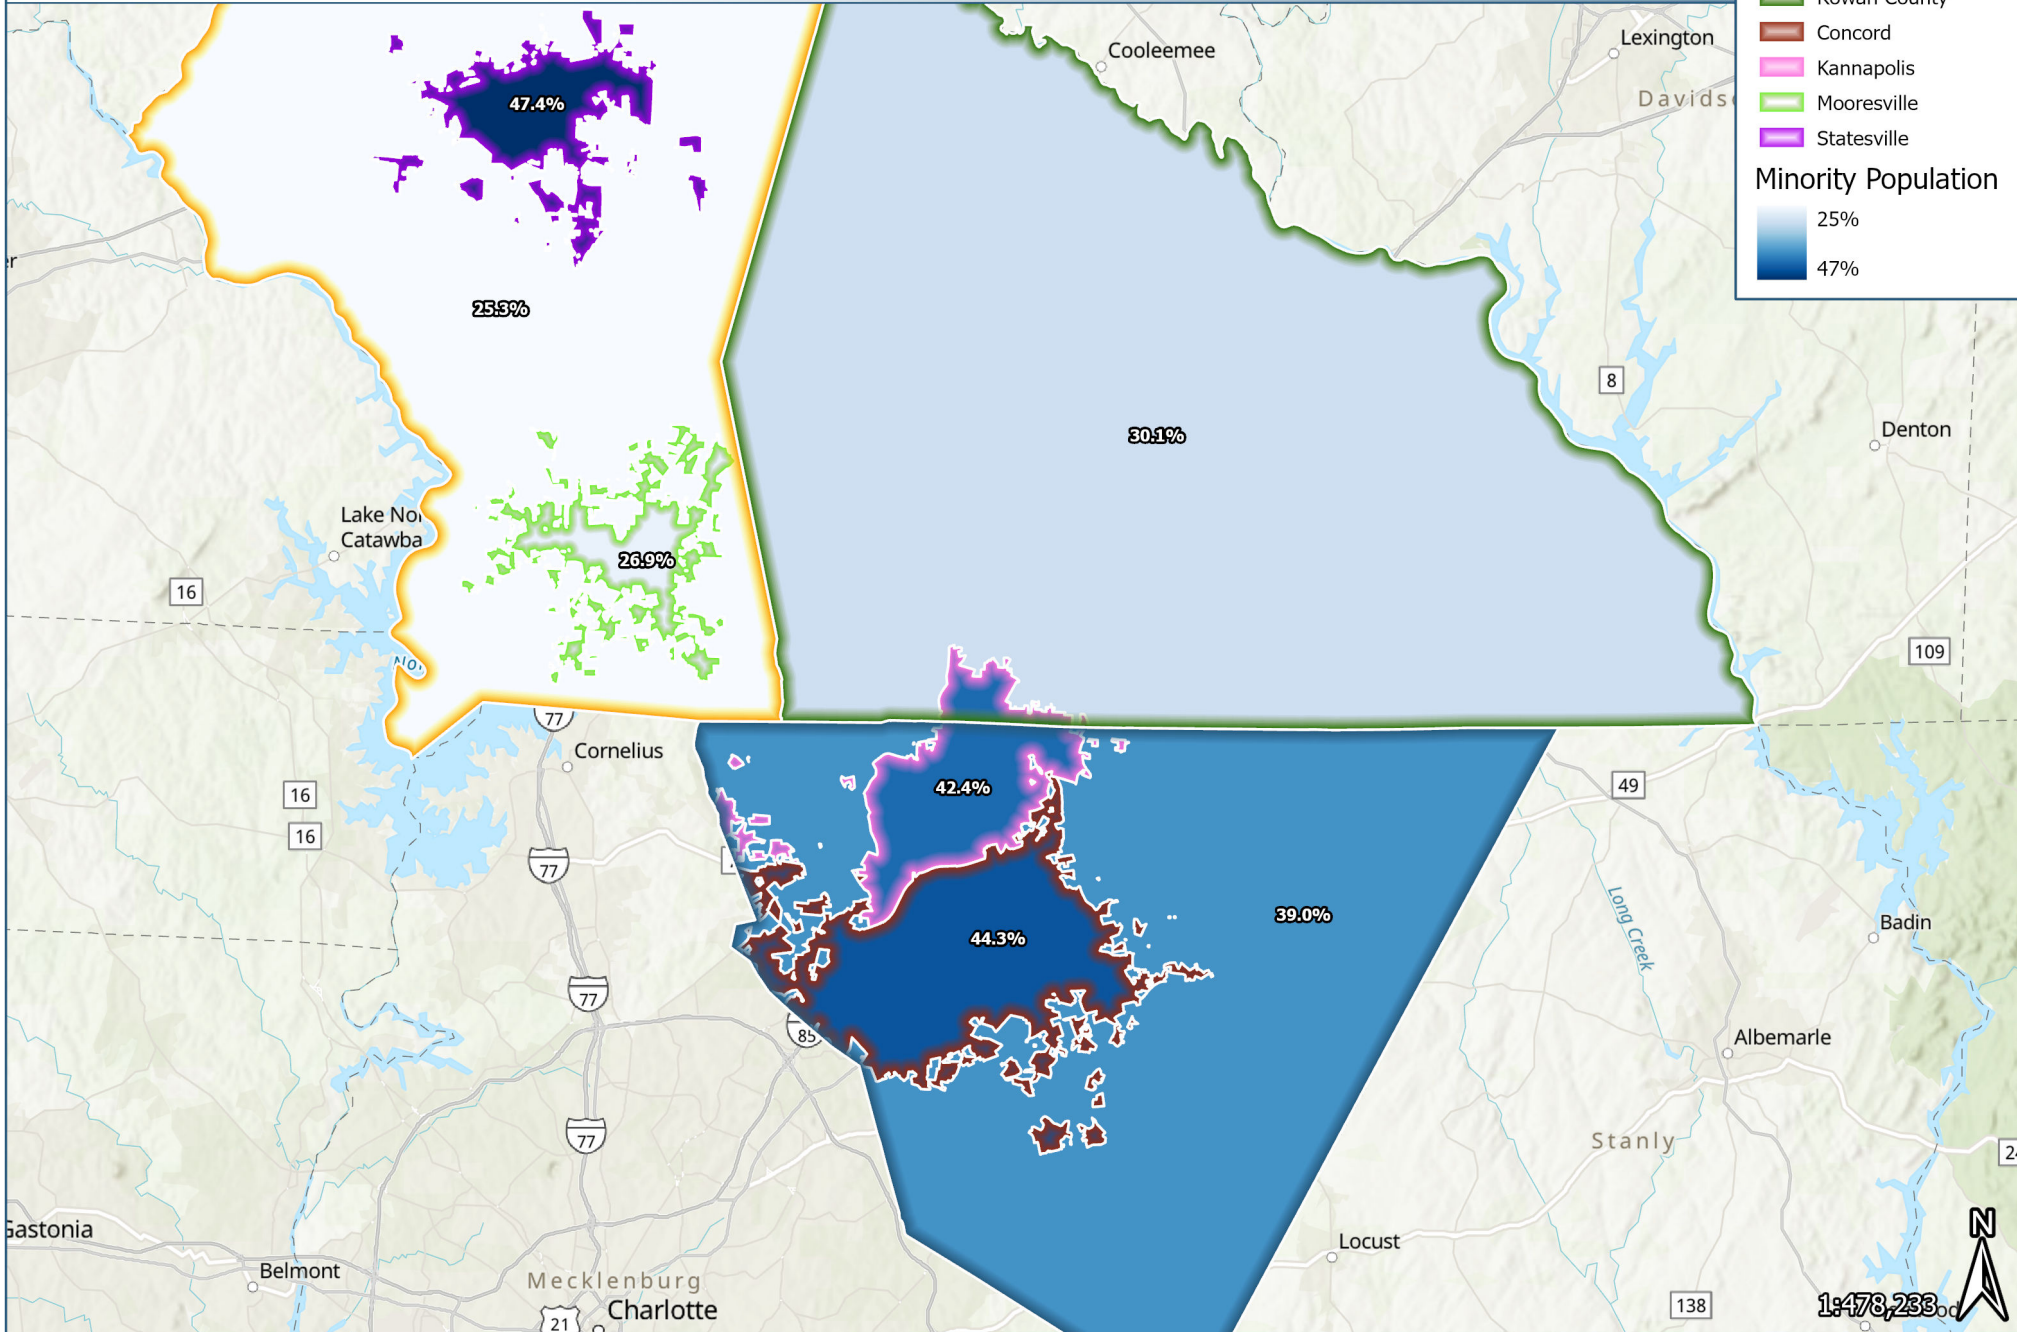 Rowan County
Concord
Kannapolis
Mooresville
Statesville
Minority Population
25%
47%
Cooleemee
Lexington
47.4%
25.3%
30.1%
8
Denton
Lake Nor
Catawba
26.9%
16
109
77
Cornelius
42.4%
49
16
16
77
39.0%
44.3%
Long Creek
Badin
77
85
Albemarle
77
Stanly
Gastonia
Locust
N
Belmont
Mecklenburg
Charlotte
21
138
1:478,233